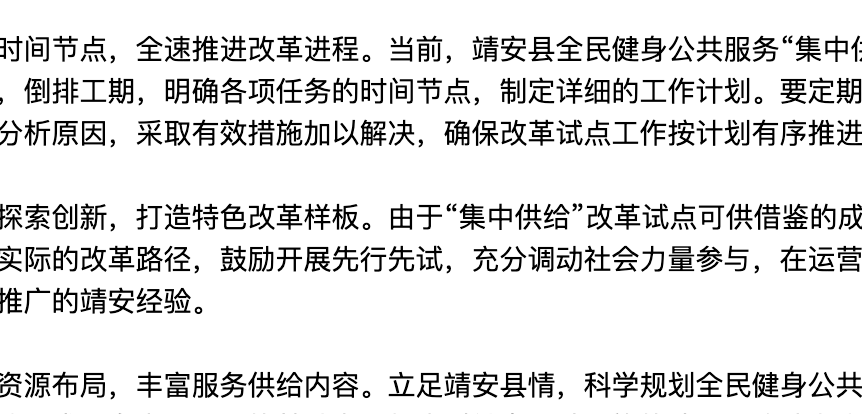 时间节点，全速推进改革进程。当前，靖安县全民健身公共服务“集中
，倒排工期，明确各项任务的时间节点，制定详细的工作计划。要定期
分析原因，采取有效措施加以解决，确保改革试点工作按计划有序推进
探索创新，打造特色改革样板。由于“集中供给”改革试点可供借鉴的成
实际的改革路径，鼓励开展先行先试，充分调动社会力量参与，在运营
推广的靖安经验。
资源布局，丰富服务供给内容。立足靖安县情，科学规划全民健身公共